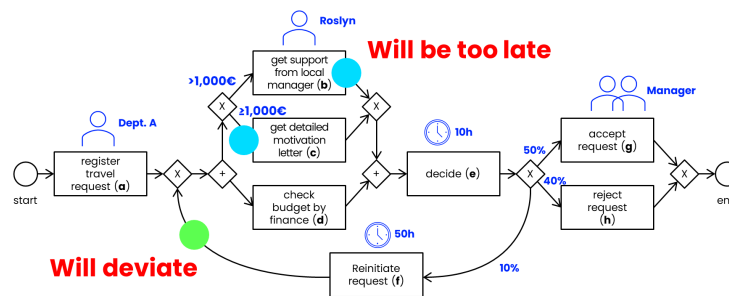 Roslyn
Will be too late
get support
from local
manager (b)
>1,000€
≥1,000€
Manager
Dept. A
X
X
get detailed
motivation
letter (c)
10h
accept
request (g)
50%
register
travel
request (a)
X
+
check
budget by
finance (d)
+
decide (e)
X
40%
X
reject
request
(h)
start
en
50h
10%
Will deviate
Reinitiate
request (f)